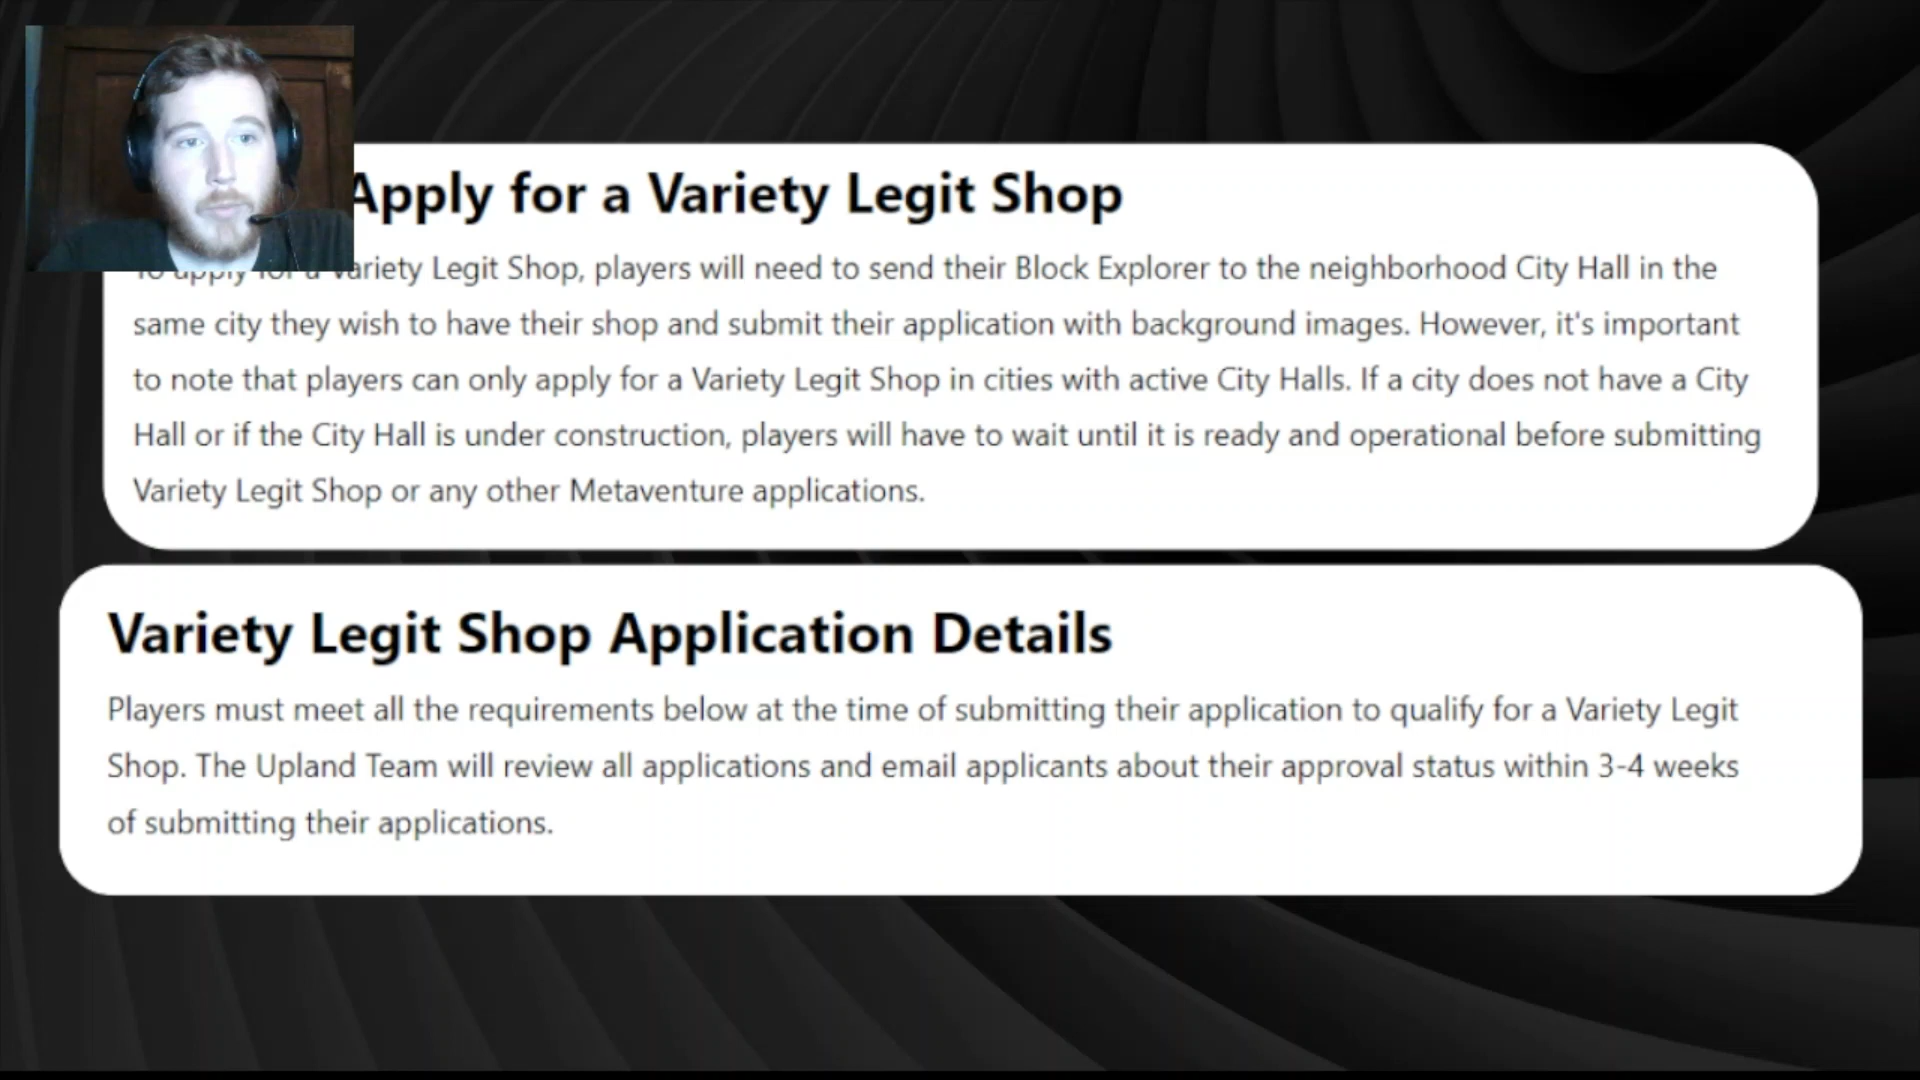 Apply for a Variety Legit Shop
To apply for a Variety Legit Shop, players will need to send their Block Explorer to the neighborhood City Hall in the
same city they wish to have their shop and submit their application with background images. However, it's important
to note that players can only apply for a Variety Legit Shop in cities with active City Halls. If a city does not have a City
Hall or if the City Hall is under construction, players will have to wait until it is ready and operational before submitting
Variety Legit Shop or any other Metaventure applications.
Variety Legit Shop Application Details
Players must meet all the requirements below at the time of submitting their application to qualify for a Variety Legit
Shop. The Upland Team will review all applications and email applicants about their approval status within 3-4 weeks
of submitting their applications.